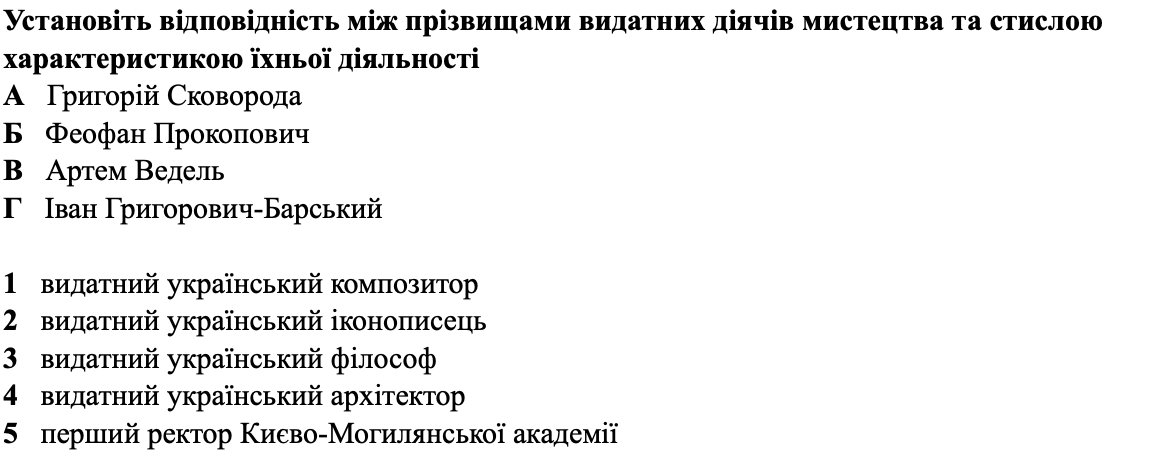 Установіть відповідність між прізвищами видатних діячів мистецтва та стислою
характеристикою їхньої діяльності
А Григорій Сковорода
Б Феофан Прокопович
В Артем Ведель
Г Іван Григорович-Барський
1 видатний український композитор
2 видатний український іконописець
3 видатний український філософ
4 видатний український архітектор
5 перший ректор Києво-Могилянської академії